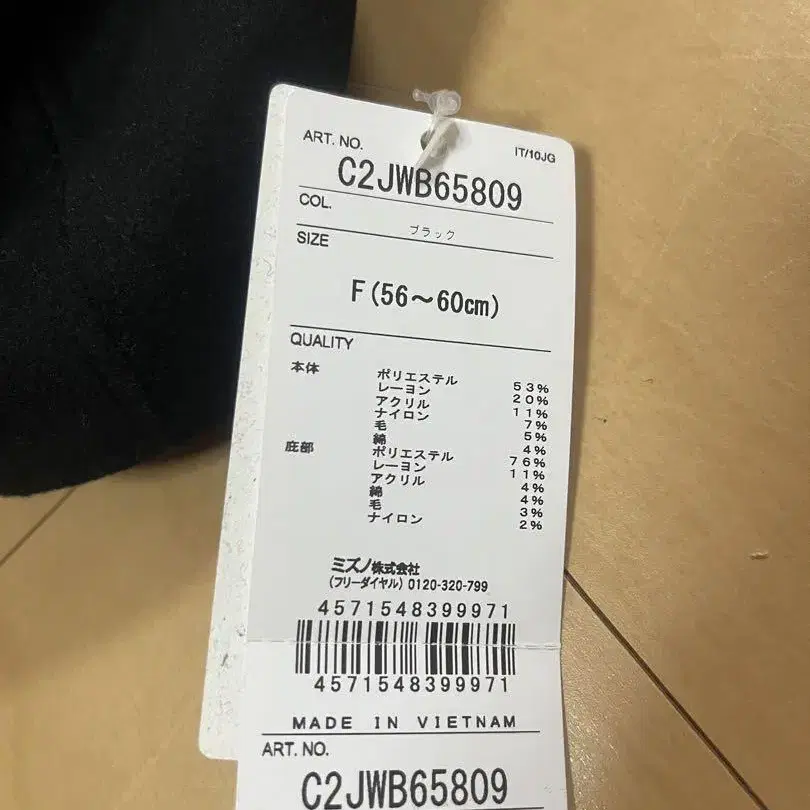 ART. NO.
IT/10JG
C2JWB65809
COL.
ブラック
SIZE
F(56〜60cm)
QUALITY
本体 ポリエステル 53%
レーヨン 20%
アクリル 11%
ナイロン 7%
毛 5%
綿 4%
庇部 ポリエステル 76%
レーヨン 11%
アクリル 4%
綿 4%
毛 3%
ナイロン 2%
ミズノ株式会社
(フリーダイヤル) 0120-320-799
4571548399971
4571548399971
MADE IN VIETNAM
ART. NO.
C2JWB65809